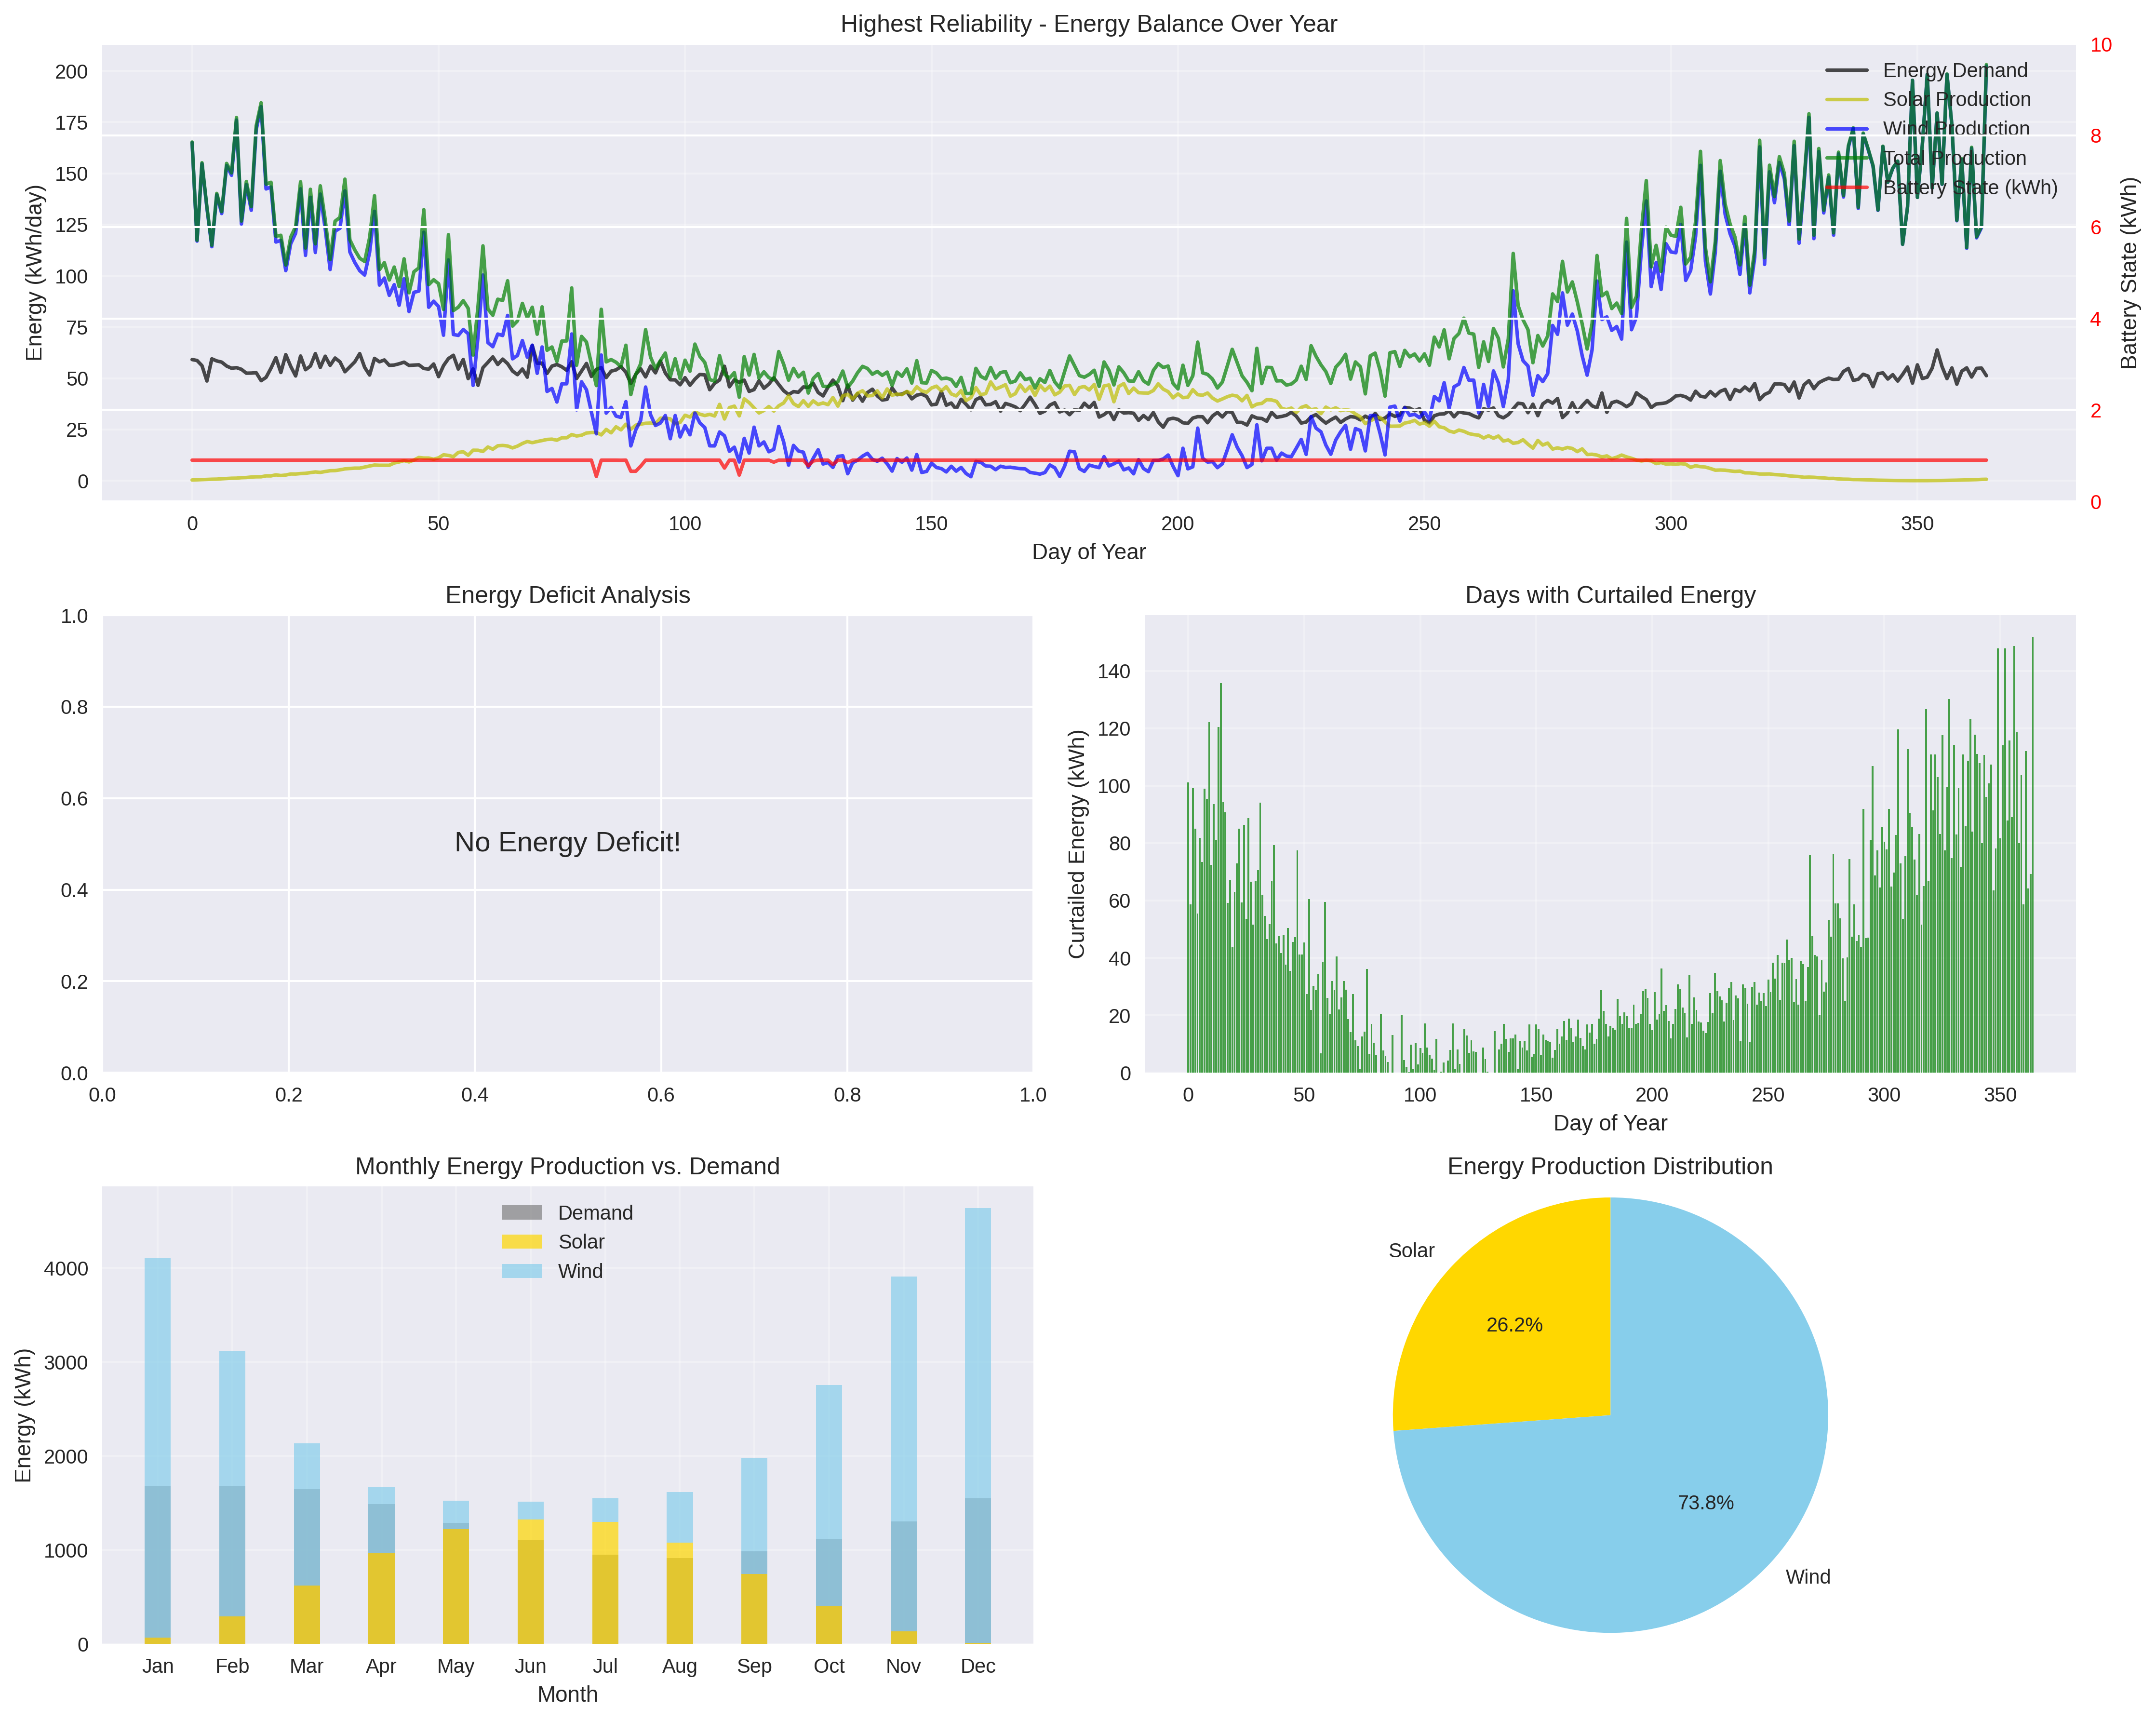 Highest Reliability - Energy Balance Over Year
Energy (kWh/day)
200
175
150
125
100
75
50
25
0
10
8
6
4
2
0
Battery State (kWh)
Energy Demand
Solar Production
Wind Production
Total Production
Battery State (kWh)
0 50 100 150 200 250 300 350
Day of Year
Energy Deficit Analysis
1.0
0.8
0.6
0.4
0.2
0.0
No Energy Deficit!
0.0 0.2 0.4 0.6 0.8 1.0
Days with Curtailed Energy
Curtailed Energy (kWh)
140
120
100
80
60
40
20
0
0 50 100 150 200 250 300 350
Day of Year
Monthly Energy Production vs. Demand
Energy (kWh)
4000
3000
2000
1000
0
Demand
Solar
Wind
Jan Feb Mar Apr May Jun Jul Aug Sep Oct Nov Dec
Month
Energy Production Distribution
Solar
26.2%
73.8%
Wind